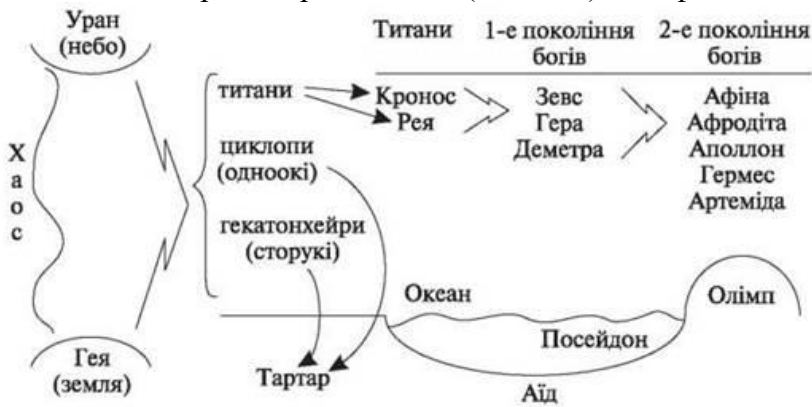 Уран
(небо)
Хаос
Гея
(земля)
титани
циклопи
(одноокі)
гекатонхейри
(сторукі)
Тартар
Титани
Кронос
Рея
1-е покоління
богів
Зевс
Гера
Деметра
2-е покоління
богів
Афіна
Афродіта
Аполлон
Гермес
Артеміда
Океан
Посейдон
Аїд
Олімп